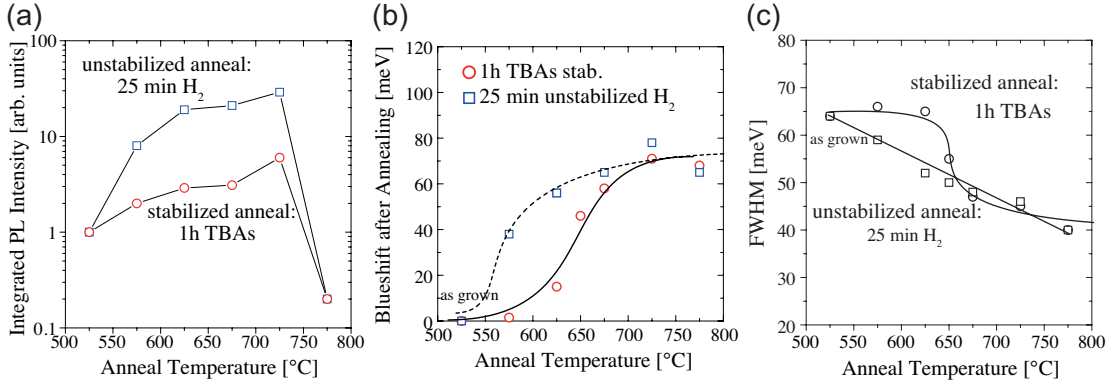 (a)
Integrated PL Intensity [arb. units]
100
10
1
0.1
unstabilized anneal:
25 min H2
stabilized anneal:
1h TBAs
500 550 600 650 700 750 800
Anneal Temperature [°C]
(b)
Blueshift after Annealing [meV]
120
100
80
60
40
20
0
1h TBAs stab.
25 min unstabilized H2
as grown
500 550 600 650 700 750 800
Anneal Temperature [°C]
(c)
FWHM [meV]
80
70
60
50
40
30
20
stabilized anneal:
1h TBAs
as grown
unstabilized anneal:
25 min H2
500 550 600 650 700 750 800
Anneal Temperature [°C]